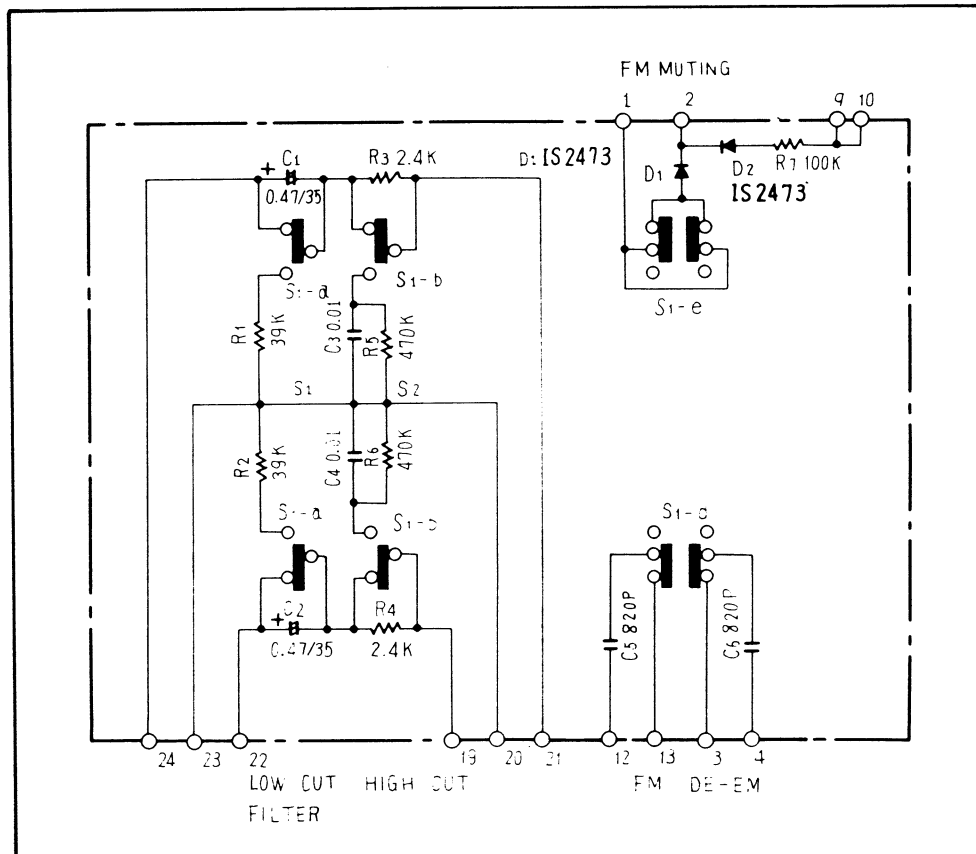 FM MUTING
1 2 9 10
C1
+
0.47/35
R3 2.4K
D1 IS2473
D1
D2
IS2473
R7 100K
S1-a
S1-b
S1-e
R1
39K
C3 0.01
R5
470K
S1
S2
R2
39K
C4 0.01
R6
470K
S1-a
C2
+
0.47/35
R4
2.4K
C5 820P
C6 820P
24 23 22 19 20 21 12 13 3 4
LOW CUT HIGH CUT
FILTER
FM DE-EM